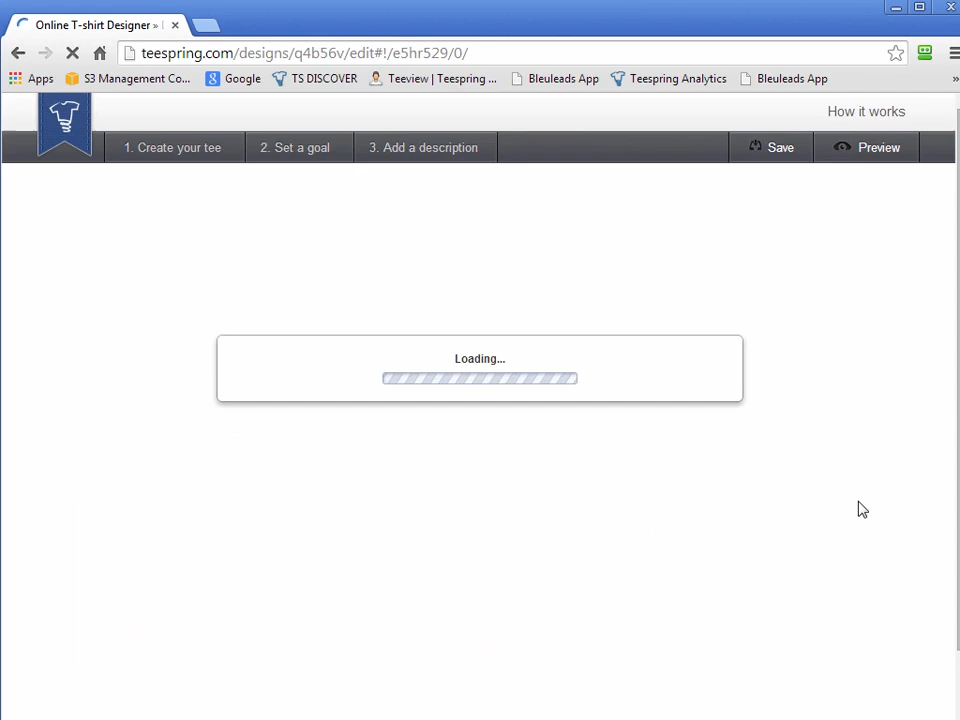 Online T-shirt Designer »
teespring.com/designs/q4b56v/edit#!/e5hr529/0/
Apps S3 Management Co... Google TS DISCOVER Teeview | Teespring ... Bleuleads App Teespring Analytics Bleuleads App »
How it works
1. Create your tee 2. Set a goal 3. Add a description Save Preview
Loading...